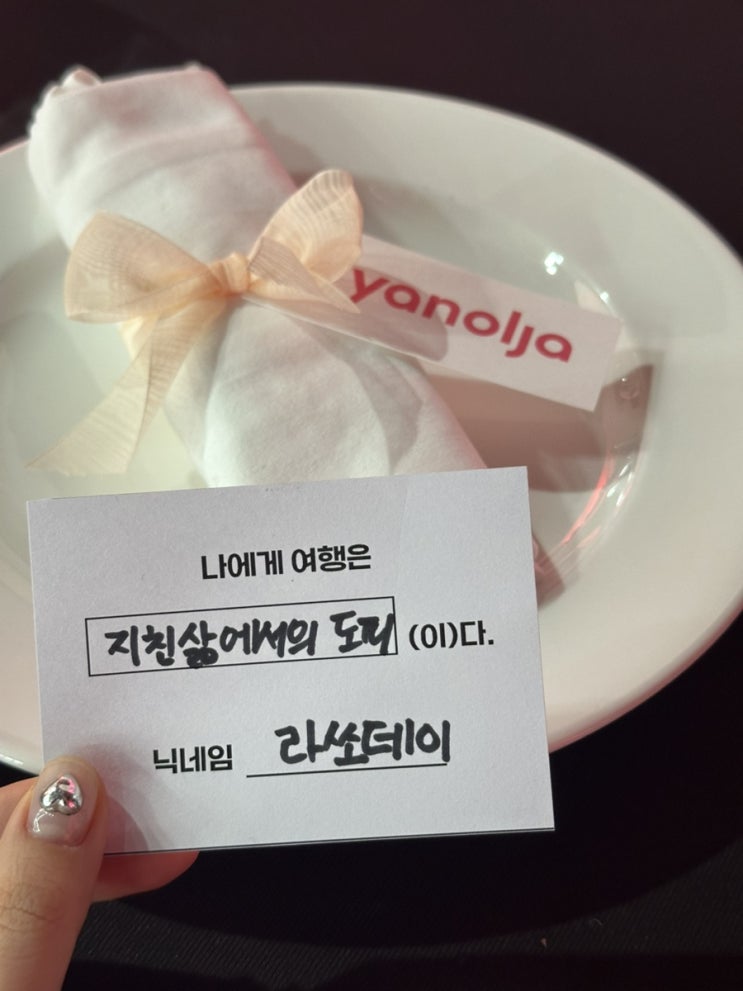 yanolja
나에게 여행은
지친삶에서의 도피 (이)다.
닉네임 라쏘데이